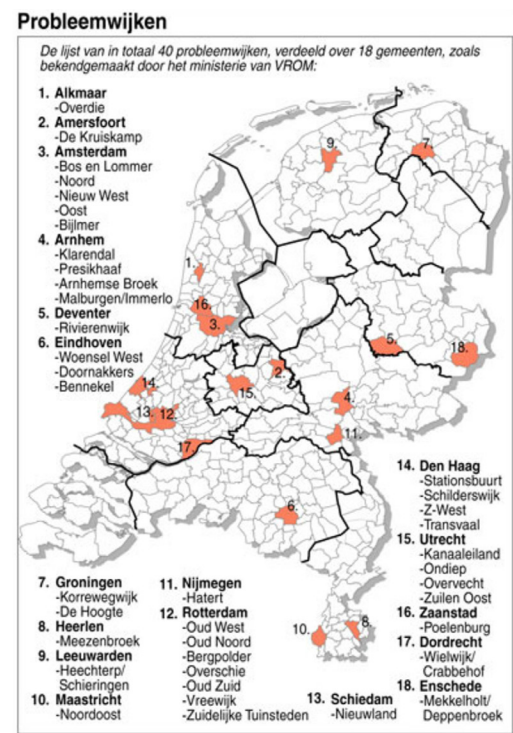 Probleemwijken
De lijst van in totaal 40 probleemwijken, verdeeld over 18 gemeenten, zoals
bekendgemaakt door het ministerie van VROM:
1. Alkmaar
-Overdie
2. Amersfoort
-De Kruiskamp
3. Amsterdam
-Bos en Lommer
-Noord
-Nieuw West
-Oost
-Bijlmer
4. Arnhem
-Klarendal
-Presikhaaf
-Arnhemse Broek
-Malburgen/Immerlo
5. Deventer
-Rivierenwijk
6. Eindhoven
-Woensel West
-Doornakkers
-Bennekel
7. Groningen
-Korrewegwijk
-De Hoogte
8. Heerlen
-Meezenbroek
9. Leeuwarden
-Heechterp/
Schieringen
10. Maastricht
-Noordoost
11. Nijmegen
-Hatert
12. Rotterdam
-Oud West
-Oud Noord
-Bergpolder
-Overschie
-Oud Zuid
-Vreewijk
-Zuidelijke Tuinsteden
13. Schiedam
-Nieuwland
14. Den Haag
-Stationsbuurt
-Schilderswijk
-Z-West
-Transvaal
15. Utrecht
-Kanaaleiland
-Ondiep
-Overvecht
-Zuilen Oost
16. Zaanstad
-Poelenburg
17. Dordrecht
-Wielwijk/
Crabbehof
18. Enschede
-Mekkelholt/
Deppenbroek
9.
7.
1.
16.
3.
5.
18.
2.
14.
15.
4.
13.
12.
11.
17.
6.
10.
8.